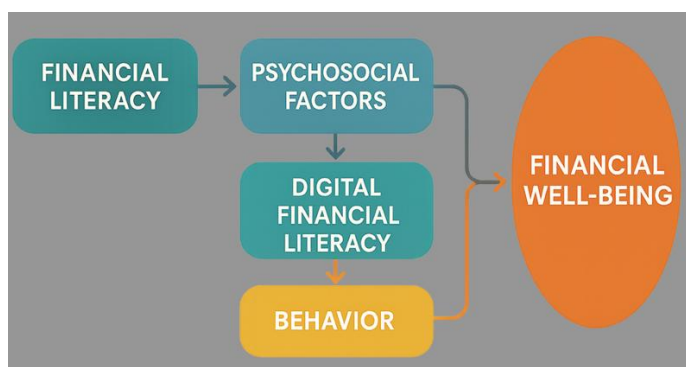 FINANCIAL
LITERACY
PSYCHOSOCIAL
FACTORS
DIGITAL
FINANCIAL
LITERACY
BEHAVIOR
FINANCIAL
WELL-BEING